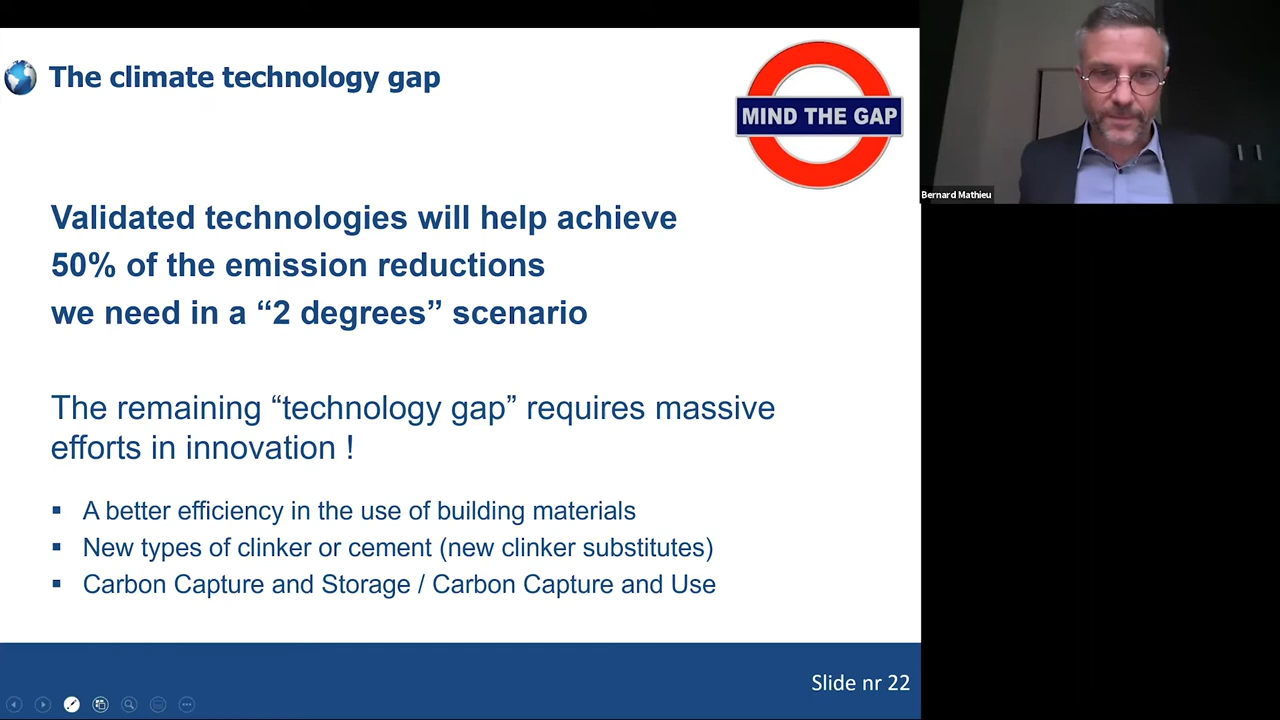 The climate technology gap
MIND THE GAP
Bernard Mathieu
Validated technologies will help achieve
50% of the emission reductions
we need in a “2 degrees” scenario
The remaining “technology gap” requires massive
efforts in innovation !
▪ A better efficiency in the use of building materials
▪ New types of clinker or cement (new clinker substitutes)
▪ Carbon Capture and Storage / Carbon Capture and Use
Slide nr 22